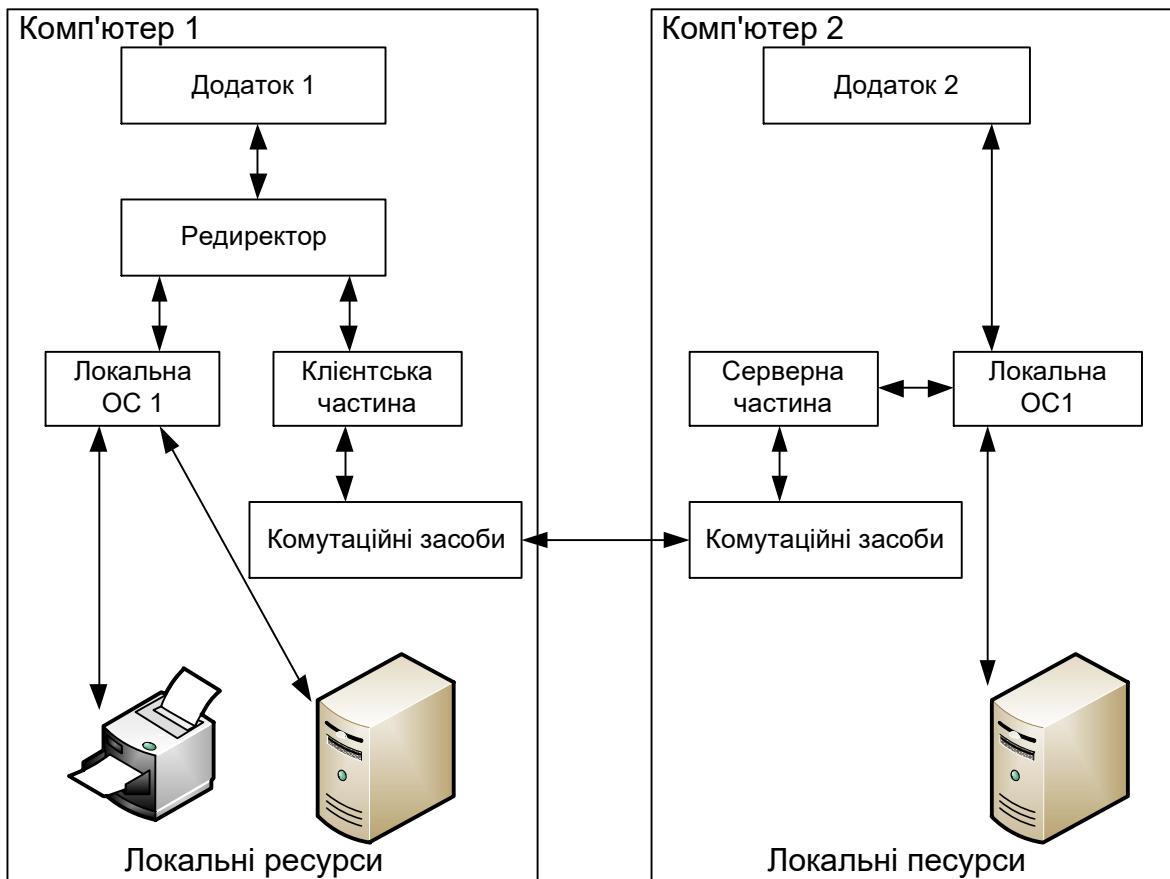 Комп'ютер 1
Додаток 1
Редиректор
Локальна
ОС 1
Клієнтська
частина
Комутаційні засоби
Локальні ресурси
Комп'ютер 2
Додаток 2
Серверна
частина
Локальна
ОС1
Комутаційні засоби
Локальні песурси